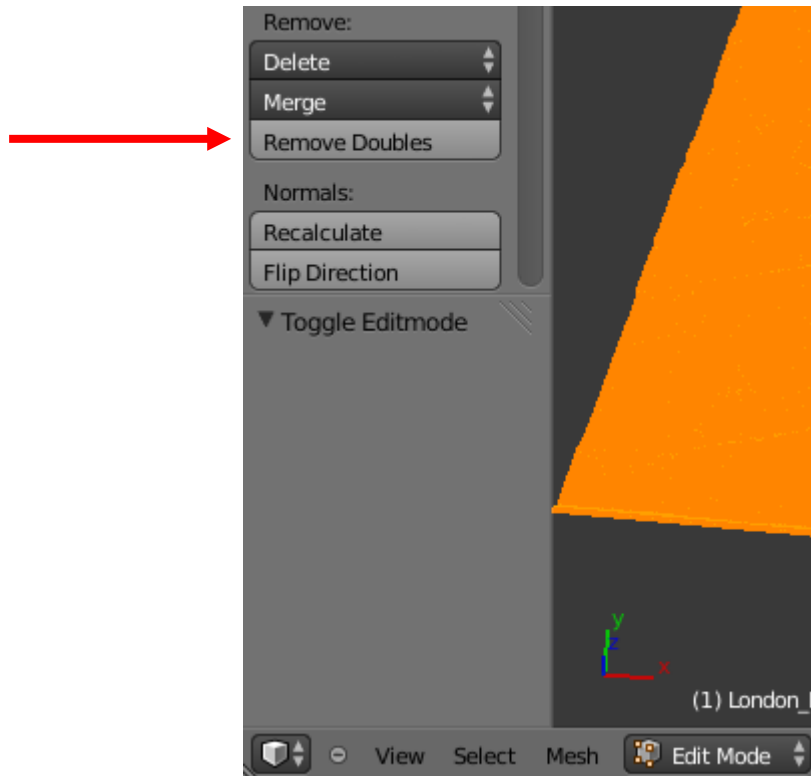 Remove:
Delete
Merge
Remove Doubles
Normals:
Recalculate
Flip Direction
Toggle Editmode
y
z
x
(1) London_
View Select Mesh Edit Mode